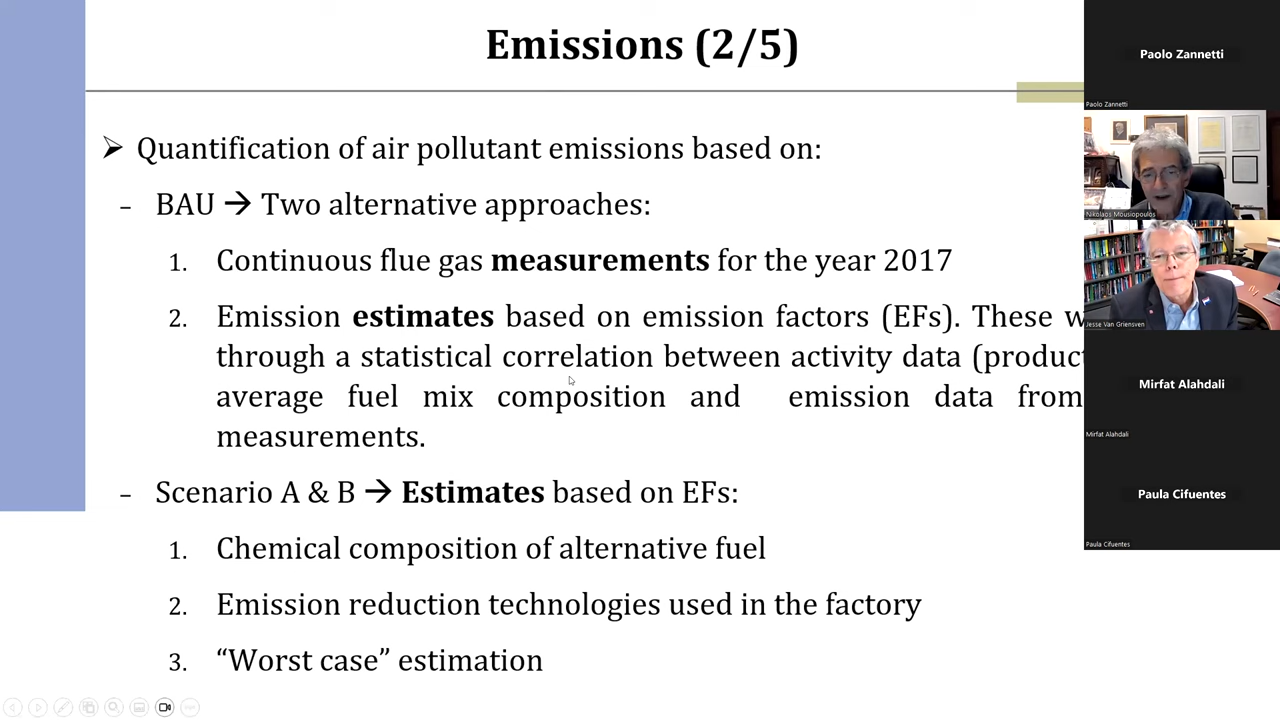 Emissions (2/5)
➢ Quantification of air pollutant emissions based on:
– BAU → Two alternative approaches:
1. Continuous flue gas measurements for the year 2017
2. Emission estimates based on emission factors (EFs). These
through a statistical correlation between activity data
average fuel mix composition and emission data from
measurements.
– Scenario A & B → Estimates based on EFs:
1. Chemical composition of alternative fuel
2. Emission reduction technologies used in the factory
3. “Worst case” estimation
Paolo Zannetti
Paolo Zannetti
Nikolaos Mousiopoulos
Jesse Van Griensven
Mirfat Alahdali
Mirfat Alahdali
Paula Cifuentes
Paula Cifuentes